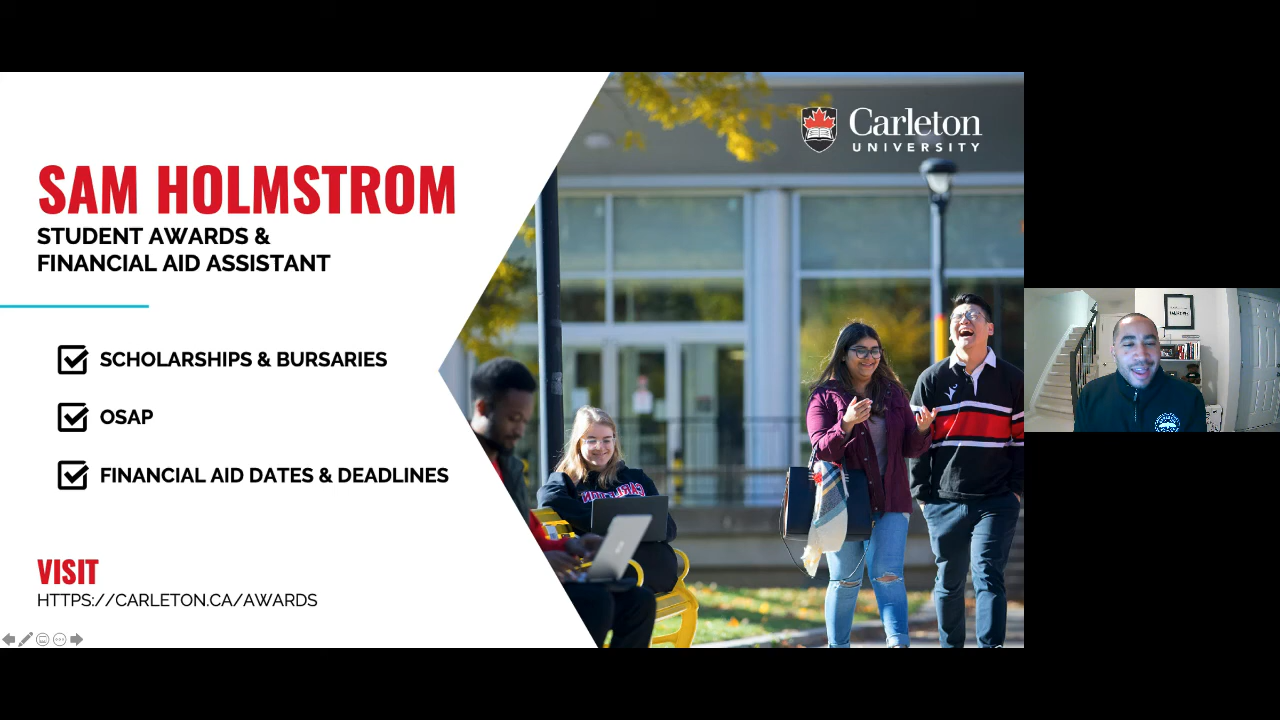 SAM HOLMSTROM
STUDENT AWARDS &
FINANCIAL AID ASSISTANT
SCHOLARSHIPS & BURSARIES
OSAP
FINANCIAL AID DATES & DEADLINES
VISIT
HTTPS://CARLETON.CA/AWARDS
Carleton
UNIVERSITY